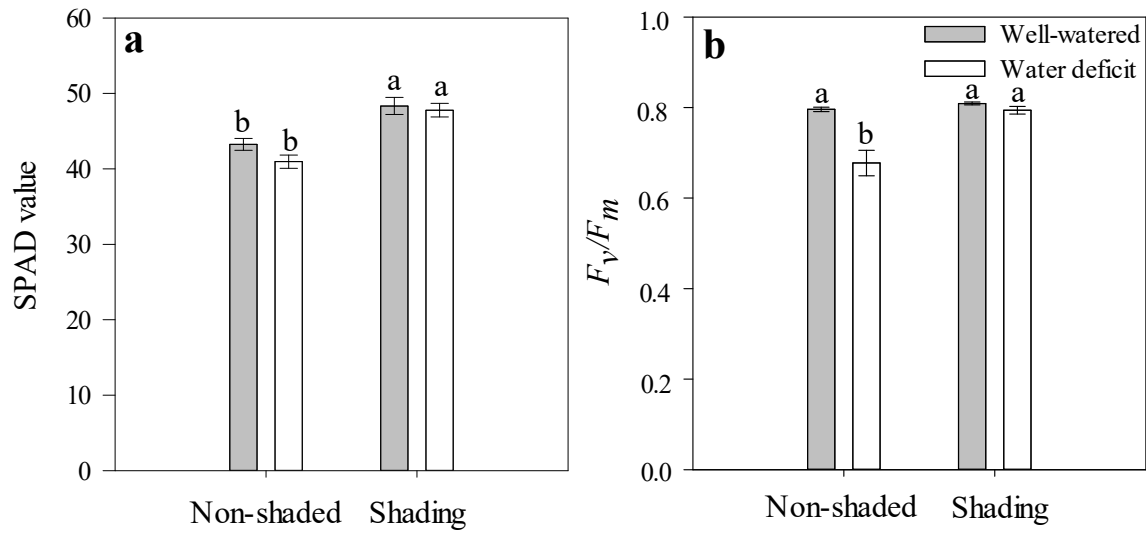 a
SPAD value
60
50
40
30
20
10
0
b
b
a
a
Non-shaded
Shading
b
Well-watered
Water deficit
Fv/Fm
1.0
0.8
0.6
0.4
0.2
0.0
a
b
a
a
Non-shaded
Shading